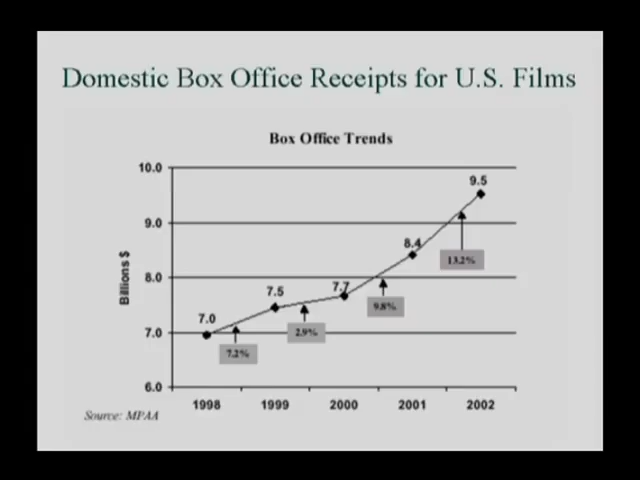 Domestic Box Office Receipts for U.S. Films
Box Office Trends
10.0
9.0
8.0
7.0
6.0
Billions $
7.0
7.5
7.7
8.4
9.5
7.2%
2.9%
9.8%
13.2%
1998 1999 2000 2001 2002
Source: MPAA